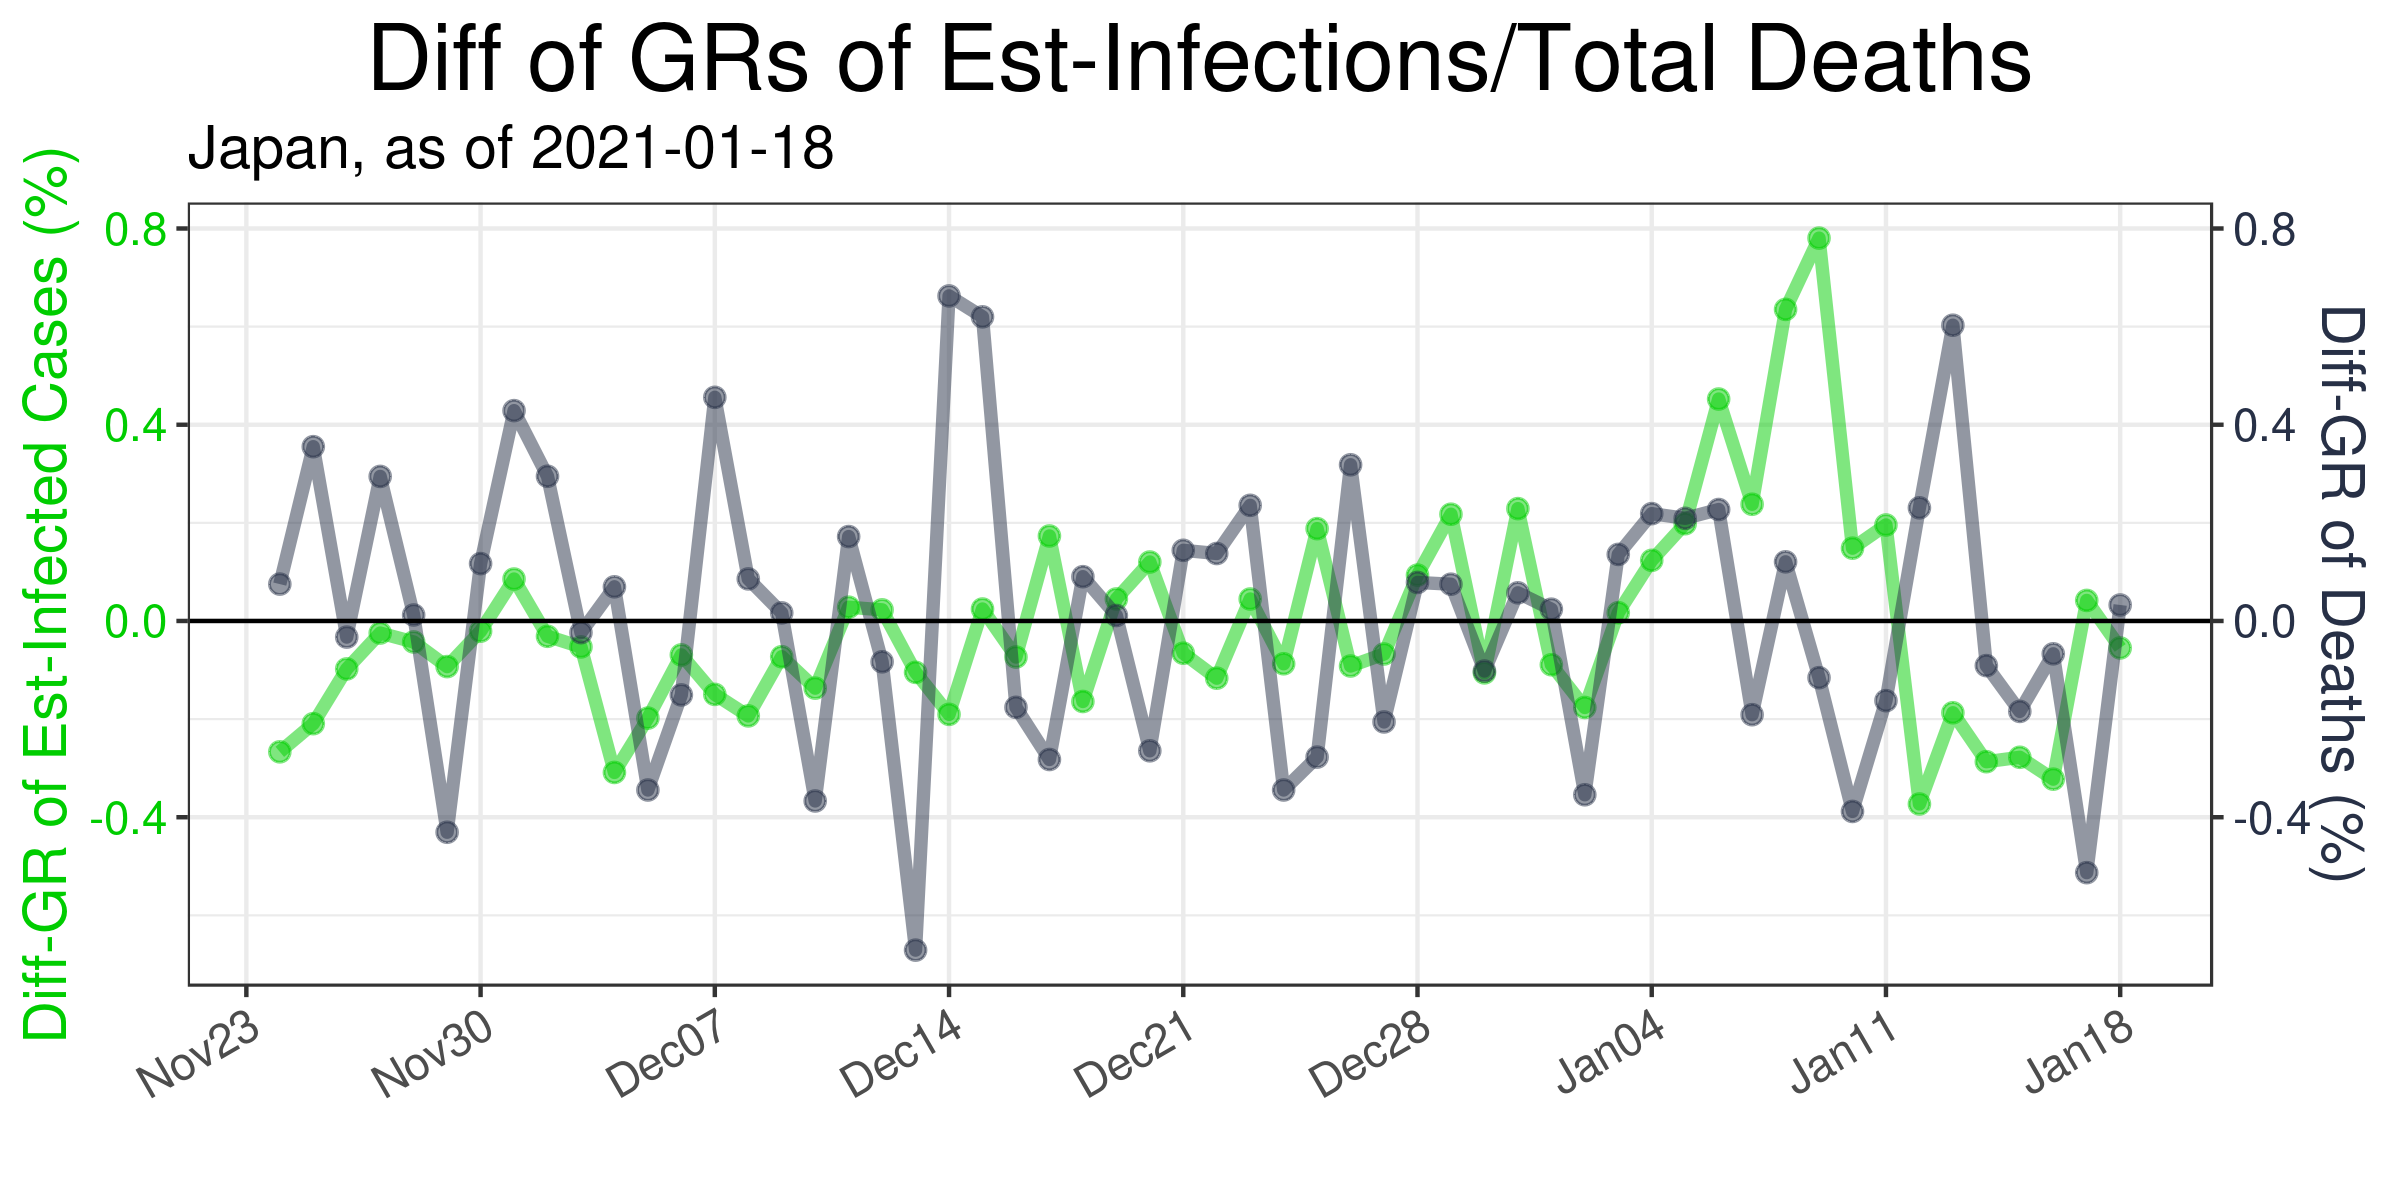 Diff of GRs of Est-Infections/Total Deaths
Japan, as of 2021-01-18
Diff-GR of Est-Infected Cases (%)
0.8
0.4
0.0
-0.4
0.8
0.4
0.0
-0.4
Diff-GR of Deaths (%)
Nov23
Nov30
Dec07
Dec14
Dec21
Dec28
Jan04
Jan11
Jan18